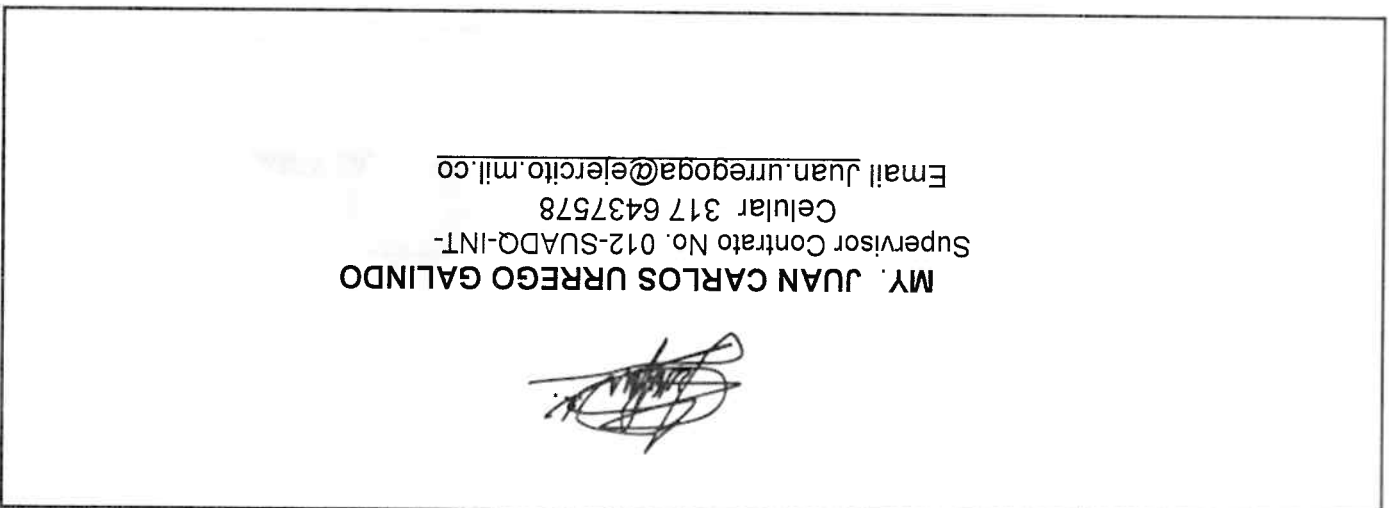 MY. JUAN CARLOS URREGO GALINDO
Supervisor Contrato No. 012-SUADQ-INT-
Celular 317 6437578
Email Juan.urregoga@ejercito.mil.co